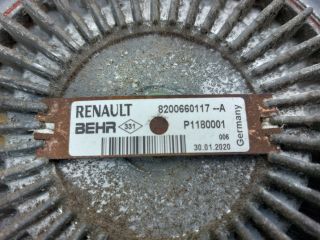 RENAULT 8200660117--A
BEHR 331 P1180001
006
30.01.2020
Germany